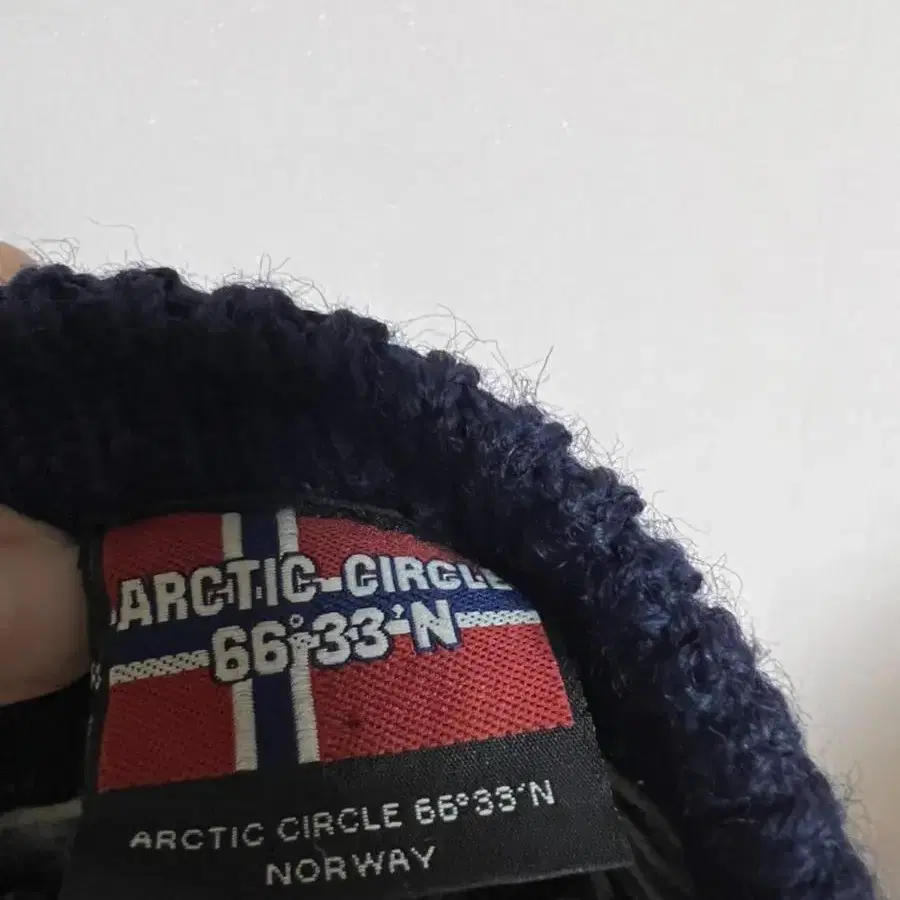 ARCTIC-CIRCLE
66°33'N
ARCTIC CIRCLE 66°33'N
NORWAY